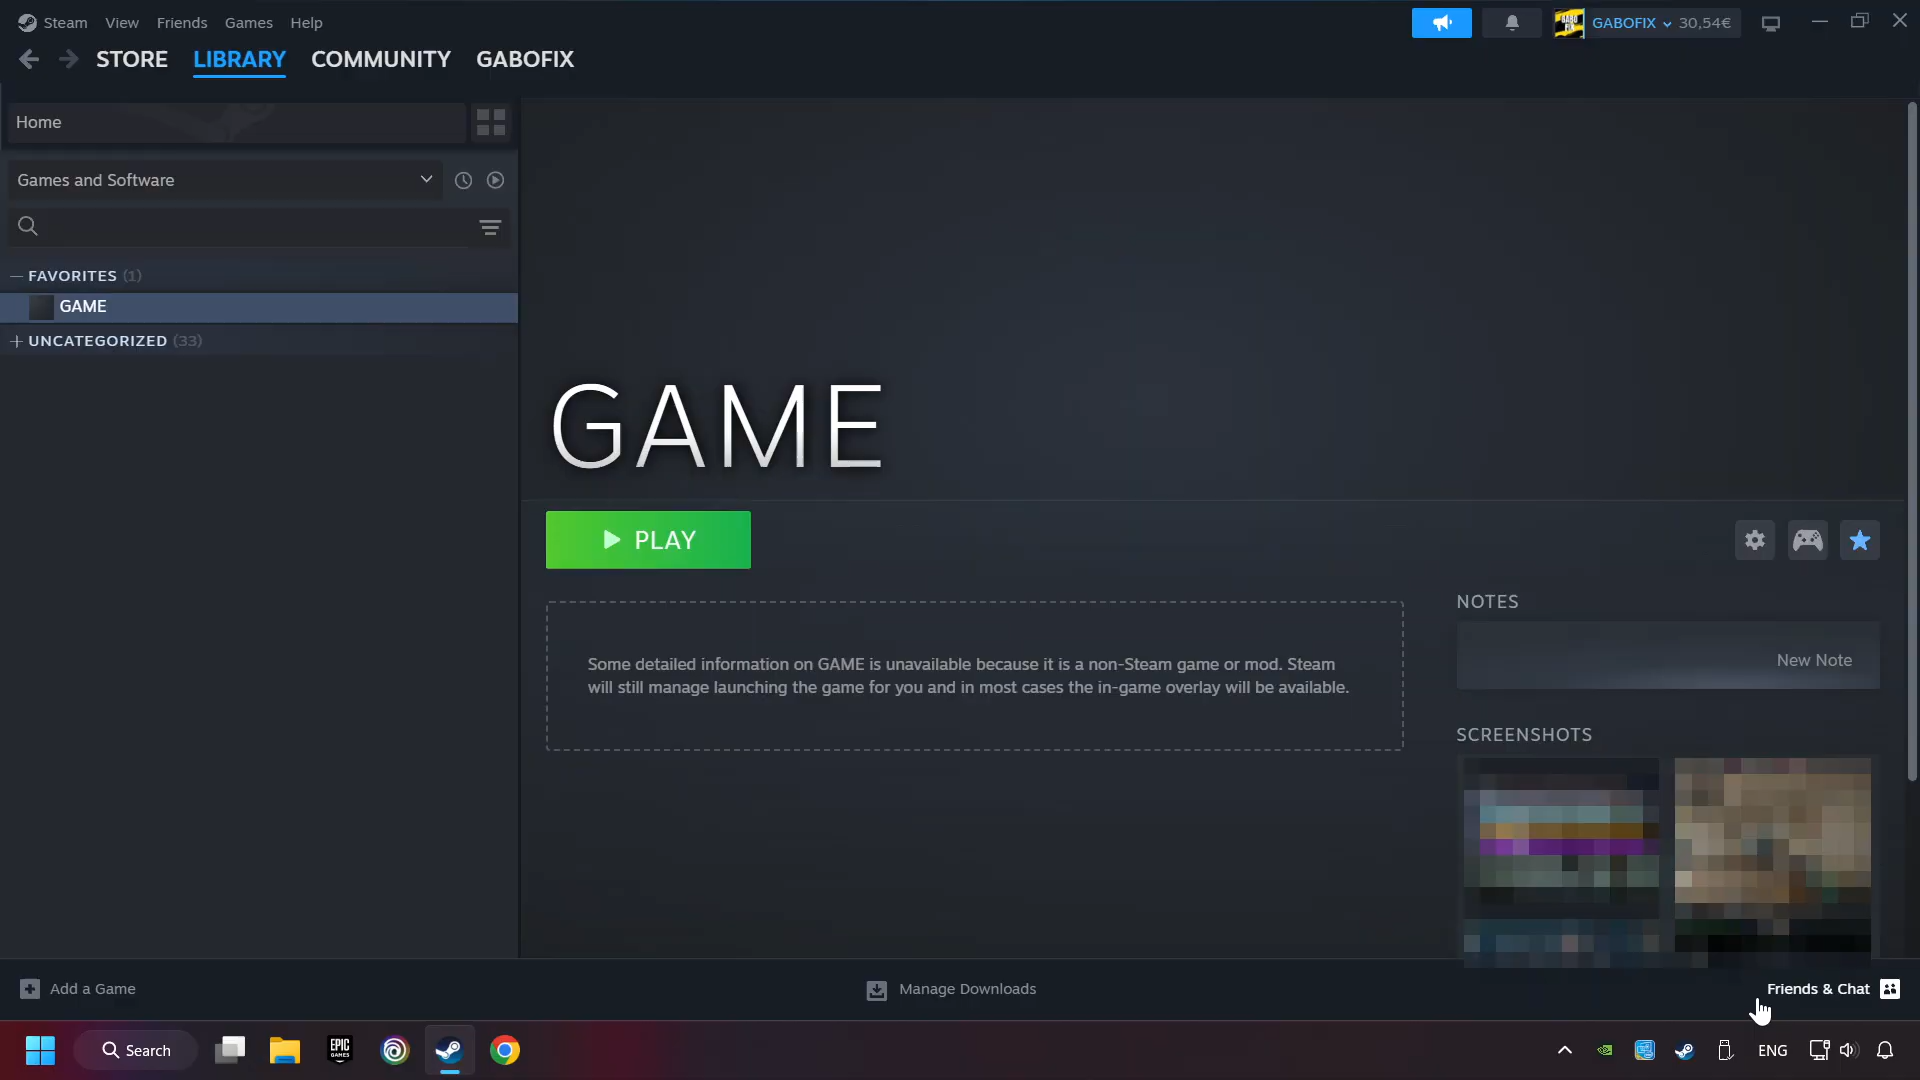 Steam View Friends Games Help
GABOFIX 30,54€
STORE LIBRARY COMMUNITY GABOFIX
Home
Games and Software
FAVORITES (1)
GAME
UNCATEGORIZED (33)
GAME
PLAY
Some detailed information on GAME is unavailable because it is a non-Steam game or mod. Steam
will still manage launching the game for you and in most cases the in-game overlay will be available.
NOTES
New Note
SCREENSHOTS
Add a Game
Manage Downloads
Friends & Chat
Search
EPIC
GAMES
ENG